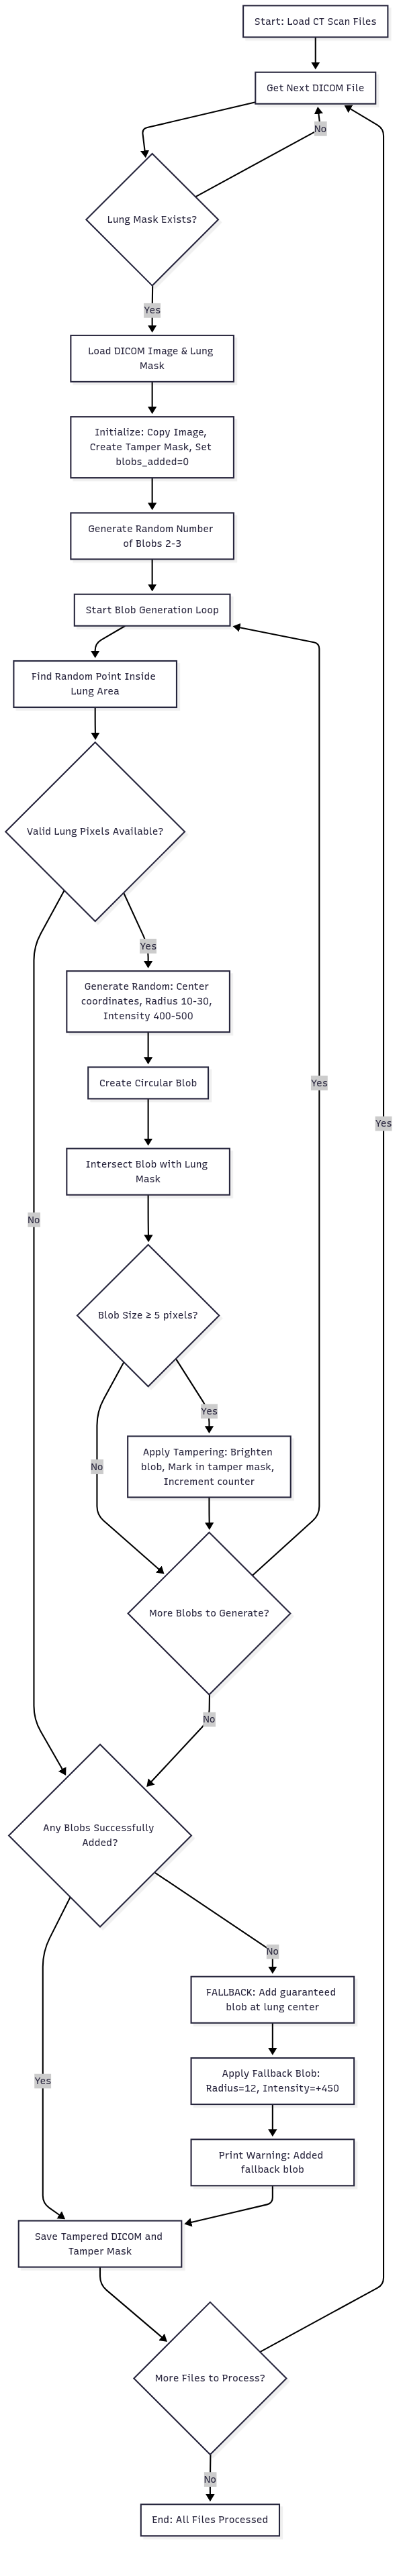 Start: Load CT Scan Files
Get Next DICOM File
No
Lung Mask Exists?
Yes
Load DICOM Image & Lung
Mask
Initialize: Copy Image,
Create Tamper Mask, Set
blobs_added=0
Generate Random Number
of Blobs 2-3
Start Blob Generation Loop
Find Random Point Inside
Lung Area
Valid Lung Pixels Available?
Yes
Generate Random: Center
coordinates, Radius 10-30,
Intensity 400-500
Create Circular Blob
Yes
Yes
Intersect Blob with Lung
Mask
No
Blob Size ≥ 5 pixels?
Yes
Apply Tampering: Brighten
blob, Mark in tamper mask,
Increment counter
No
More Blobs to Generate?
No
Any Blobs Successfully
Added?
No
FALLBACK: Add guaranteed
blob at lung center
Yes
Apply Fallback Blob:
Radius=12, Intensity=+450
Print Warning: Added
fallback blob
Save Tampered DICOM and
Tamper Mask
More Files to Process?
No
End: All Files Processed